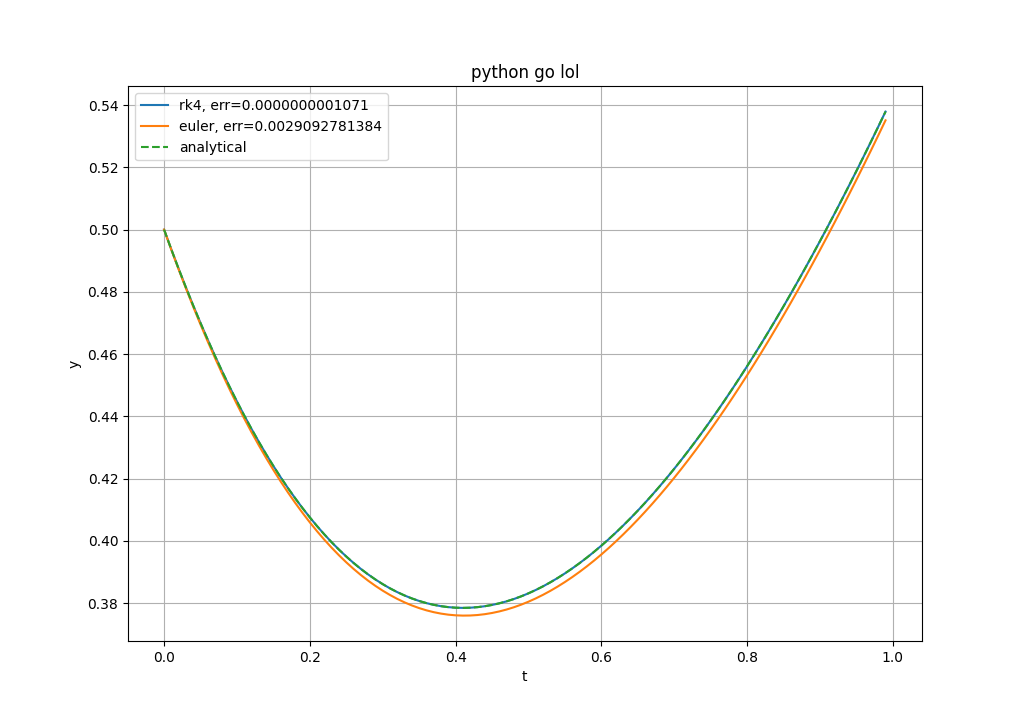 python go lol
rk4, err=0.0000000001071
euler, err=0.0029092781384
analytical
0.54
0.52
0.50
0.48
0.46
0.44
0.42
0.40
0.38
y
0.0 0.2 0.4 0.6 0.8 1.0
t